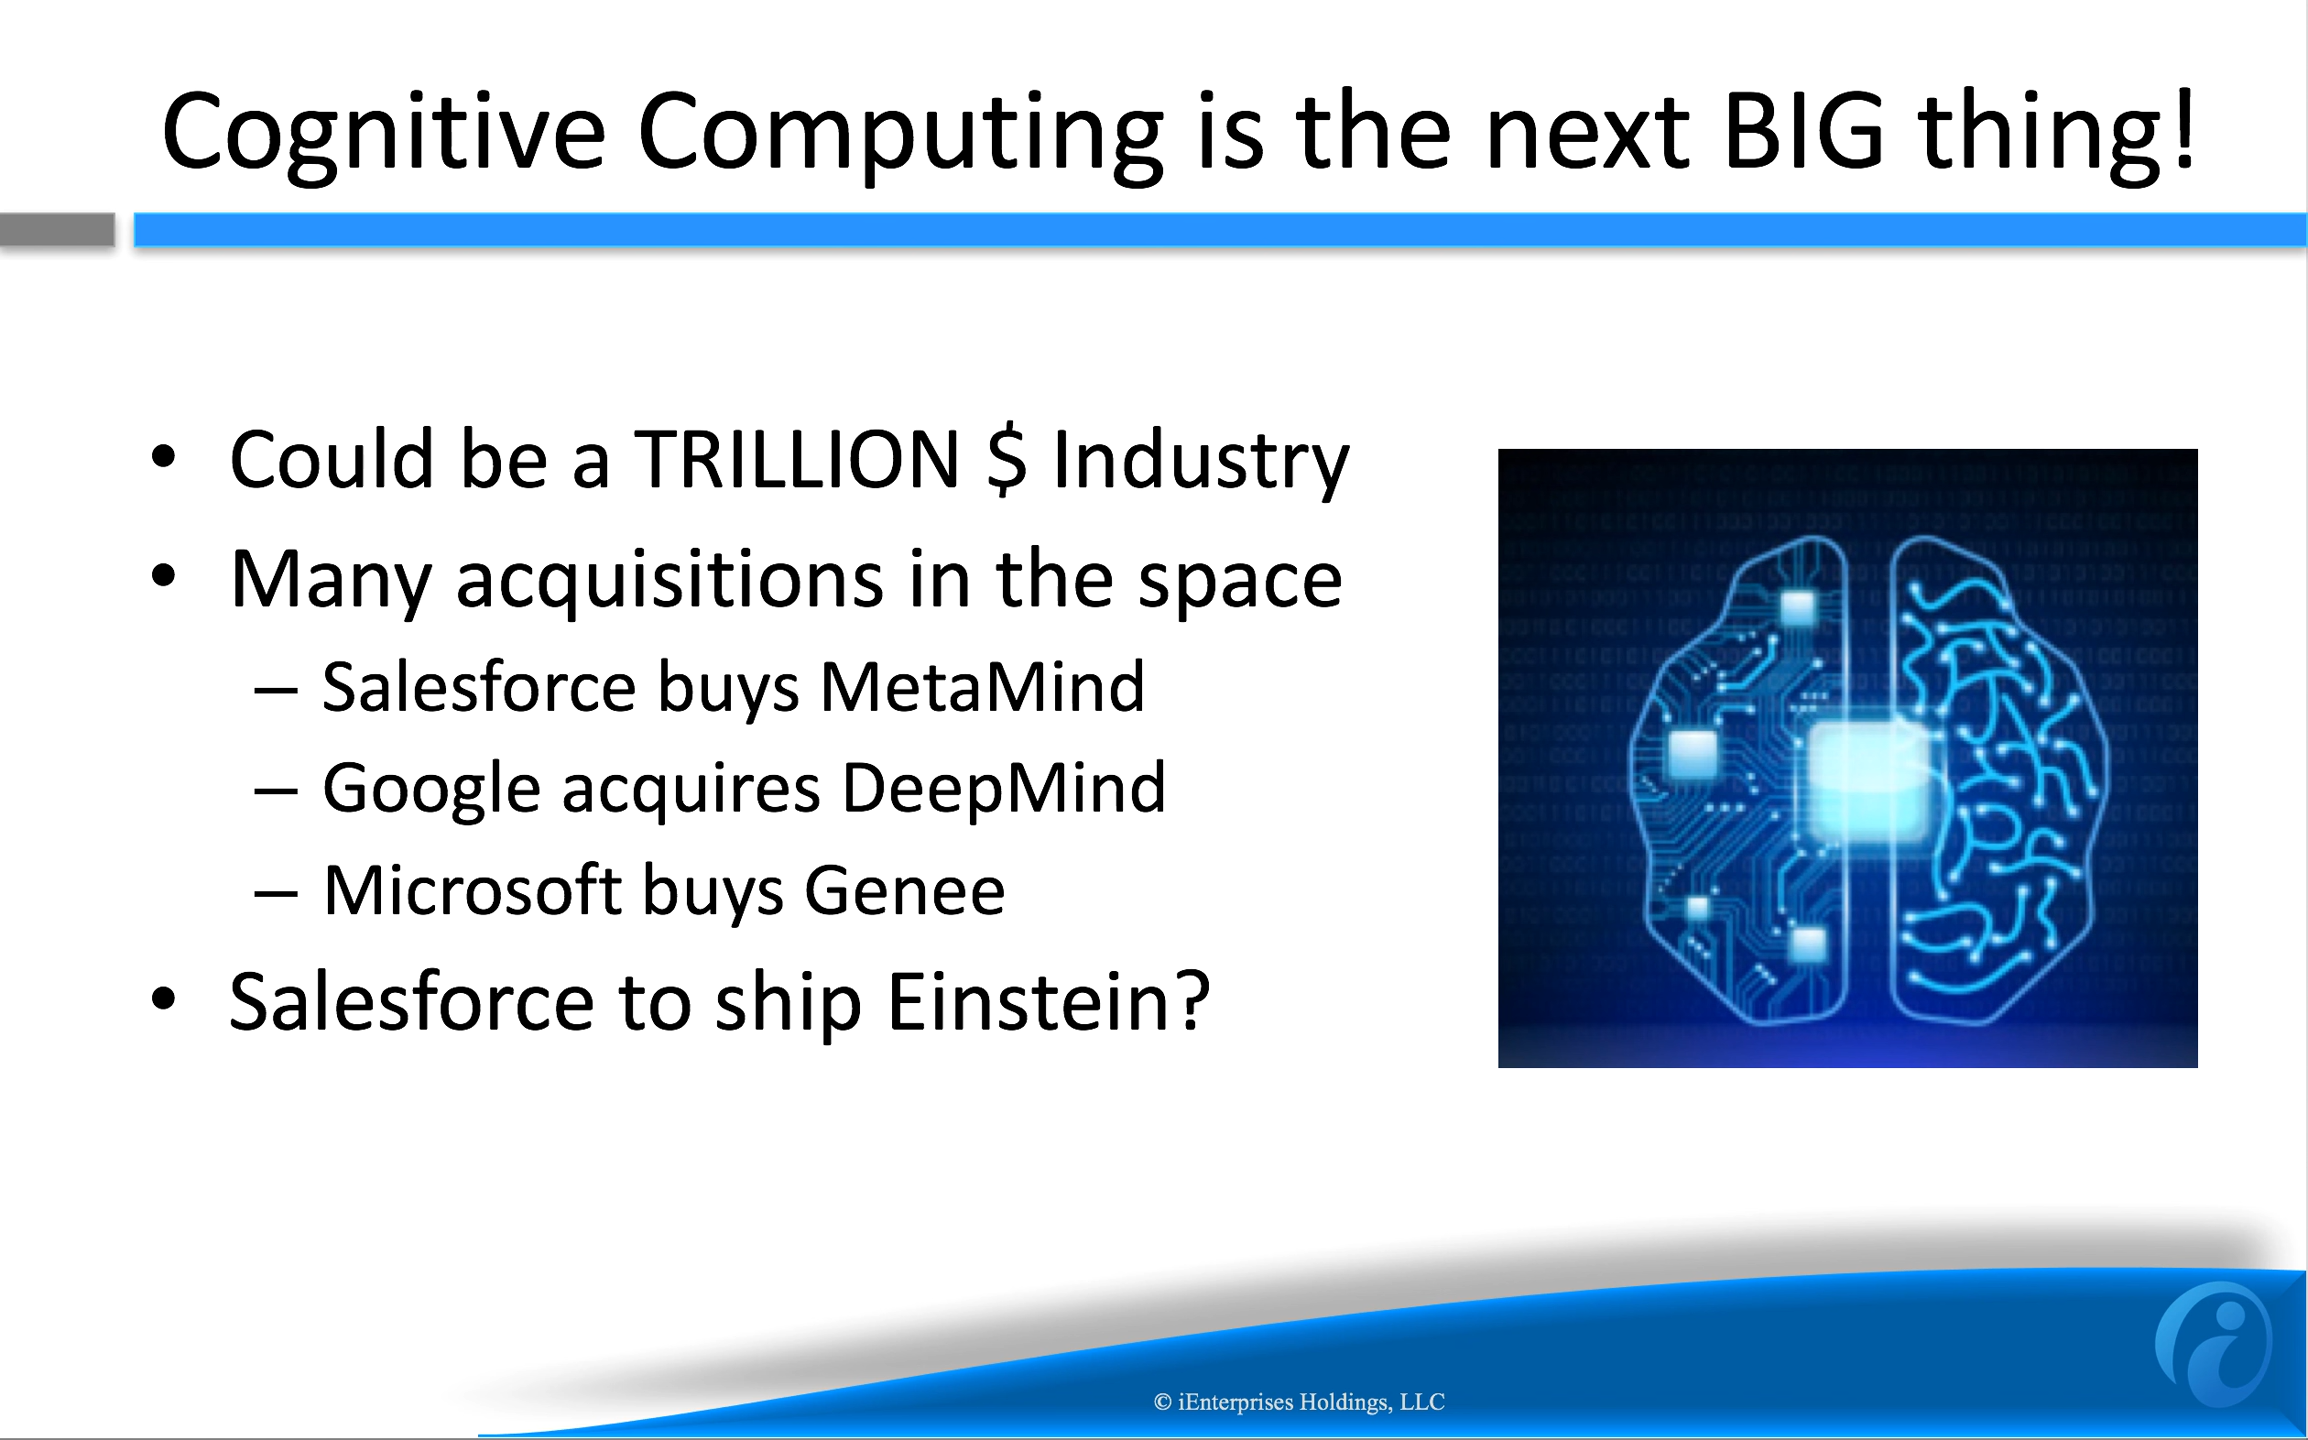 Cognitive Computing is the next BIG thing!
• Could be a TRILLION $ Industry
• Many acquisitions in the space
– Salesforce buys MetaMind
– Google acquires DeepMind
– Microsoft buys Genee
• Salesforce to ship Einstein?
© iEnterprises Holdings, LLC